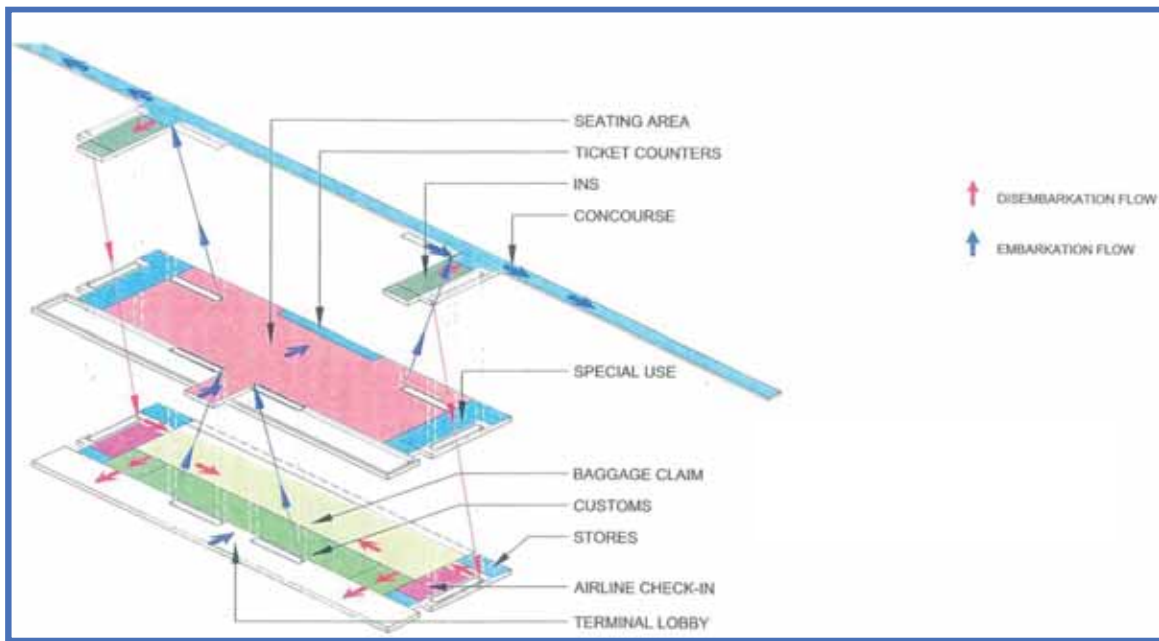 SEATING AREA
TICKET COUNTERS
INS
CONCOURSE
DISEMBARKATION FLOW
EMBARKATION FLOW
SPECIAL USE
BAGGAGE CLAIM
CUSTOMS
STORES
AIRLINE CHECK-IN
TERMINAL LOBBY